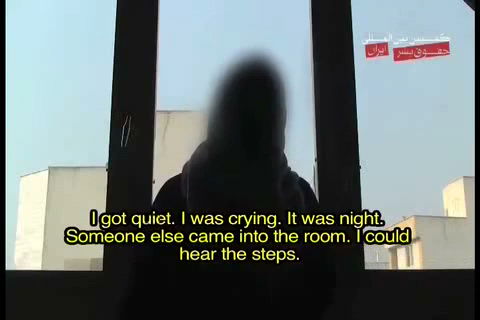 کمپین بین‌المللی
حقوق بشر ایران
I got quiet. I was crying. It was night.
Someone else came into the room. I could
hear the steps.